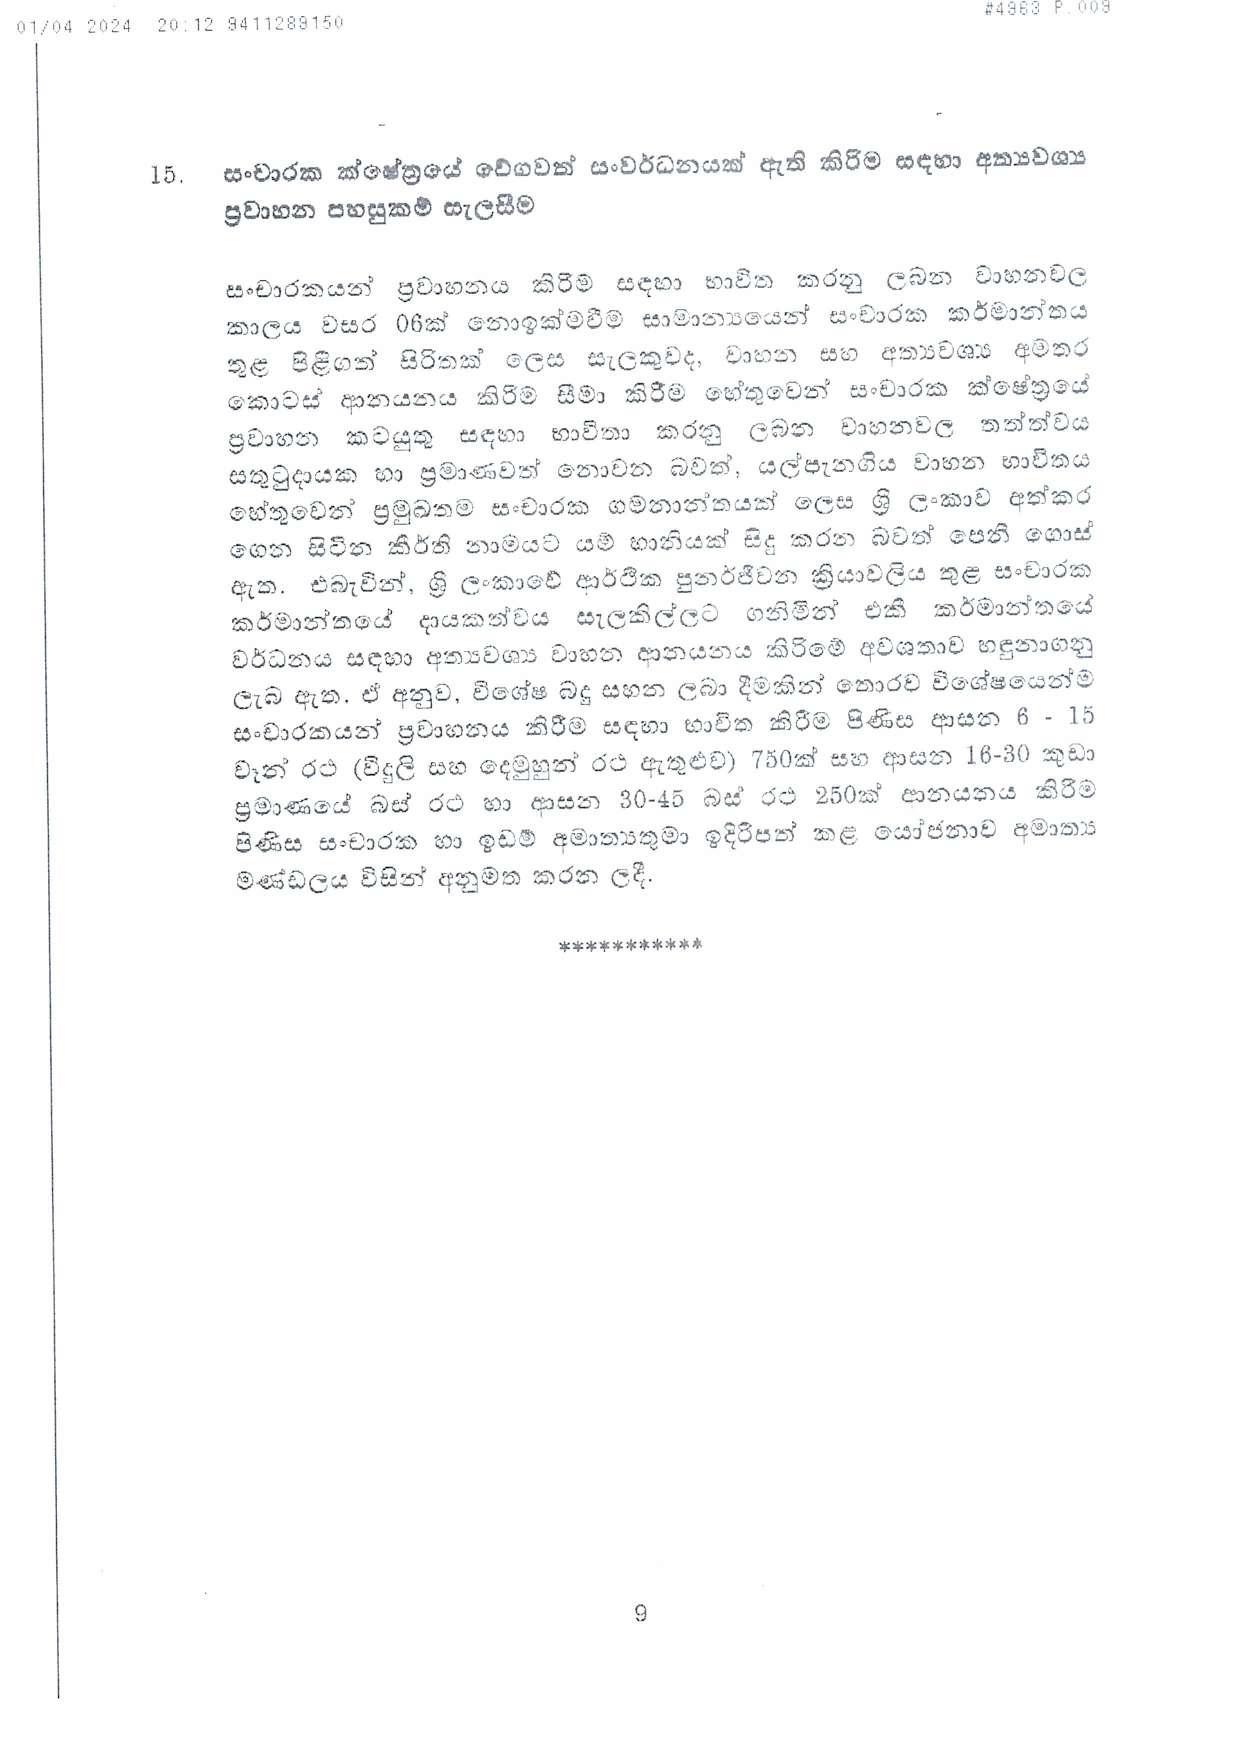 01/04 2024 20:12 9411289150
#4963 P.009
15. සංචාරක ක්ෂේත්‍රයේ වේගවත් සංවර්ධනයක් ඇති කිරීම සඳහා අත්‍යවශ්‍ය
ප්‍රවාහන පහසුකම් සැලසීම
සංචාරකයන් ප්‍රවාහනය කිරීම සඳහා භාවිත කරනු ලබන වාහනවල
කාලය වසර 06ක් නොඉක්මවීම සාමාන්‍යයෙන් සංචාරක කර්මාන්තය
තුළ පිළිගත් සිරිතක් ලෙස සැලකුවද, වාහන සහ අත්‍යවශ්‍ය අමතර
කොටස් ආනයනය කිරීම සීමා කිරීම හේතුවෙන් සංචාරක ක්ෂේත්‍රයේ
ප්‍රවාහන කටයුතු සඳහා භාවිතා කරනු ලබන වාහනවල තත්ත්වය
සතුටුදායක හා ප්‍රමාණවත් නොවන බවක්, යල්පැනගිය වාහන භාවිතය
හේතුවෙන් ප්‍රමුඛතම සංචාරක ගමනාන්තයක් ලෙස ශ්‍රී ලංකාව අත්කර
ගෙන සිටින කීර්ති නාමයට යම් හානියක් සිදු කරන බවත් පෙනී ගොස්
ඇත. එබැවින්, ශ්‍රී ලංකාවේ ආර්ථික පුනර්ජීවන ක්‍රියාවලිය තුළ සංචාරක
කර්මාන්තයේ දායකත්වය සැලකිල්ලට ගනිමින් එකී කර්මාන්තයේ
වර්ධනය සඳහා අත්‍යවශ්‍ය වාහන ආනයනය කිරීමේ අවශතාව හඳුනාගනු
ලැබ ඇත. ඒ අනුව, විශේෂ බදු සහන ලබා දීමකින් තොරව විශේෂයෙන්ම
සංචාරකයන් ප්‍රවාහනය කිරීම සඳහා භාවිත කිරීම පිණිස ආසන 6 - 15
වෑන් රථ (විදුලි සහ දෙමුහුන් රථ ඇතුළුව) 750ක් සහ ආසන 16-30 කුඩා
ප්‍රමාණයේ බස් රථ හා ආසන 30-45 බස් රථ 250ක් ආනයනය කිරීම
පිණිස සංචාරක හා ඉඩම් අමාත්‍යතුමා ඉදිරිපත් කළ යෝජනාව අමාත්‍ය
මණ්ඩලය විසින් අනුමත කරන ලදී.
***********
9